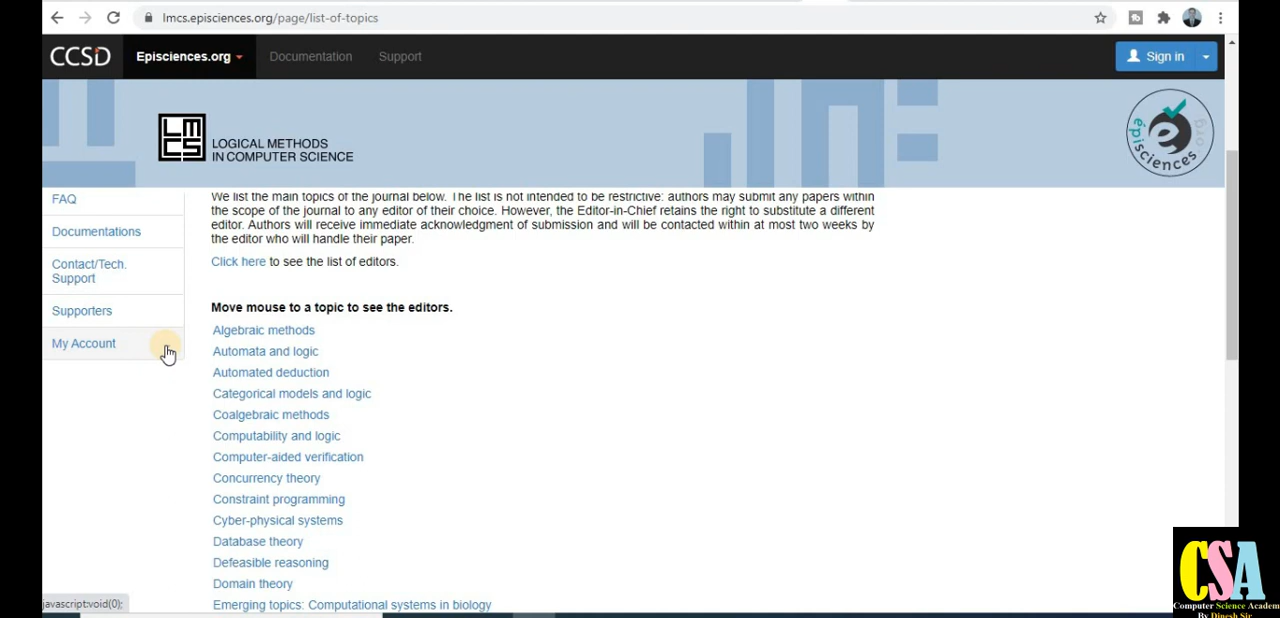 lmcs.episciences.org/page/list-of-topics
CCSD
Episciences.org
Documentation
Support
Sign in
LMCS
LOGICAL METHODS
IN COMPUTER SCIENCE
épisciences.org
e
FAQ
Documentations
Contact/Tech.
Support
Supporters
My Account
We list the main topics of the journal below. The list is not intended to be restrictive: authors may submit any papers within
the scope of the journal to any editor of their choice. However, the Editor-in-Chief retains the right to substitute a different
editor. Authors will receive immediate acknowledgment of submission and will be contacted within at most two weeks by
the editor who will handle their paper.
Click here to see the list of editors.
Move mouse to a topic to see the editors.
Algebraic methods
Automata and logic
Automated deduction
Categorical models and logic
Coalgebraic methods
Computability and logic
Computer-aided verification
Concurrency theory
Constraint programming
Cyber-physical systems
Database theory
Defeasible reasoning
Domain theory
Emerging topics: Computational systems in biology
javascript:void(0);
CSA
Computer Science Academ
By Dinesh Sir